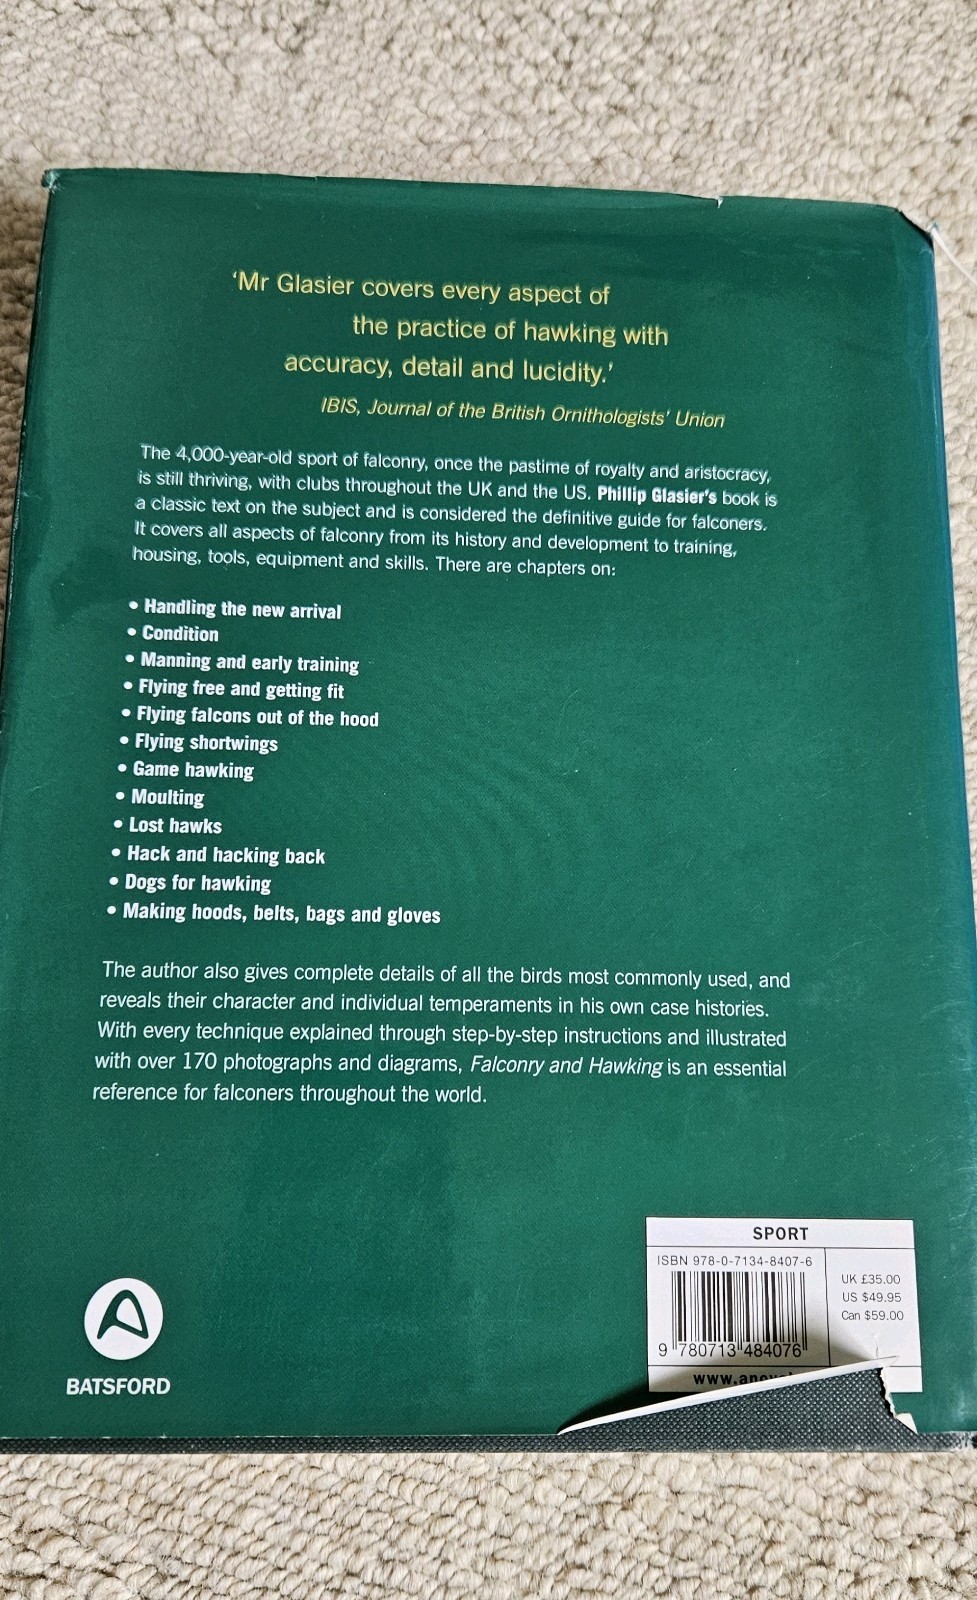 'Mr Glasier covers every aspect of
the practice of hawking with
accuracy, detail and lucidity.'
IBIS, Journal of the British Ornithologists' Union
The 4,000-year-old sport of falconry, once the pastime of royalty and aristocracy,
is still thriving, with clubs throughout the UK and the US. Phillip Glasier's book is
a classic text on the subject and is considered the definitive guide for falconers.
It covers all aspects of falconry from its history and development to training,
housing, tools, equipment and skills. There are chapters on:
• Handling the new arrival
• Condition
• Manning and early training
• Flying free and getting fit
• Flying falcons out of the hood
• Flying shortwings
• Game hawking
• Moulting
• Lost hawks
• Hack and hacking back
• Dogs for hawking
• Making hoods, belts, bags and gloves
The author also gives complete details of all the birds most commonly used, and
reveals their character and individual temperaments in his own case histories.
With every technique explained through step-by-step instructions and illustrated
with over 170 photographs and diagrams, Falconry and Hawking is an essential
reference for falconers throughout the world.
BATSFORD
SPORT
ISBN 978-0-7134-8407-6
UK £35.00
US $49.95
Can $59.00
9 780713 484076